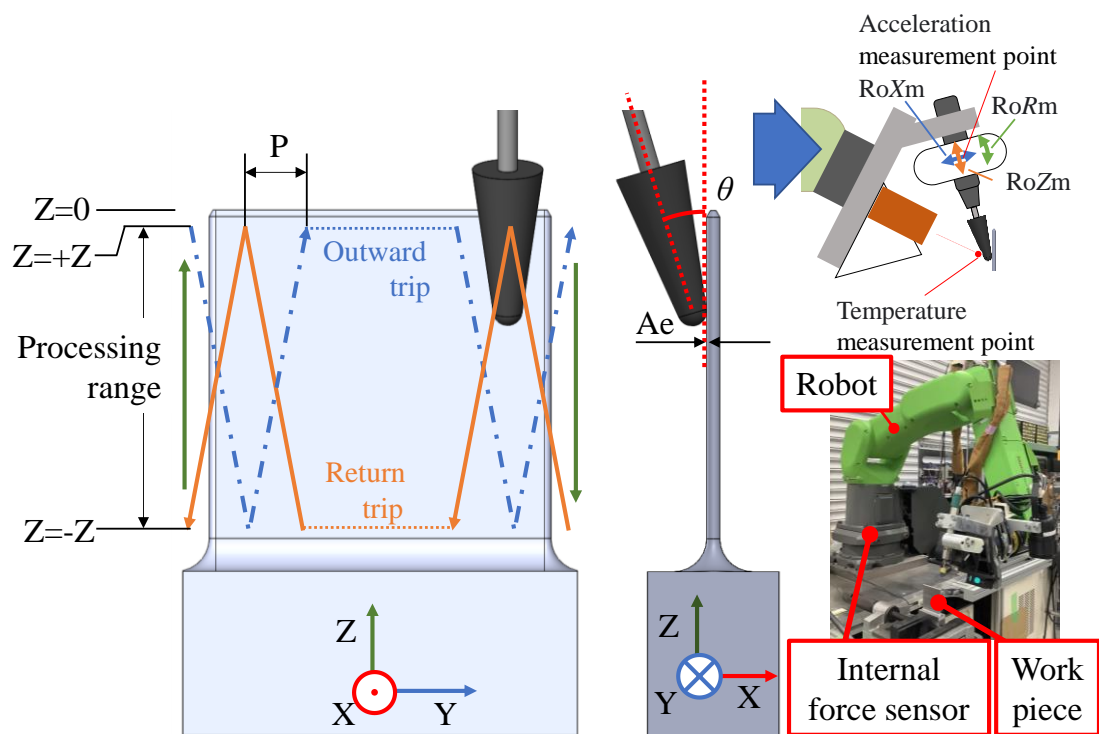 P
Z=0
Z=+Z
Outward
trip
Processing
range
Return
trip
Z=-Z
Z
X
Y
θ
Ae
Z
Y
X
Acceleration
measurement point
RoXm
RoRm
RoZm
Temperature
measurement point
Robot
Internal
force sensor
Work
piece